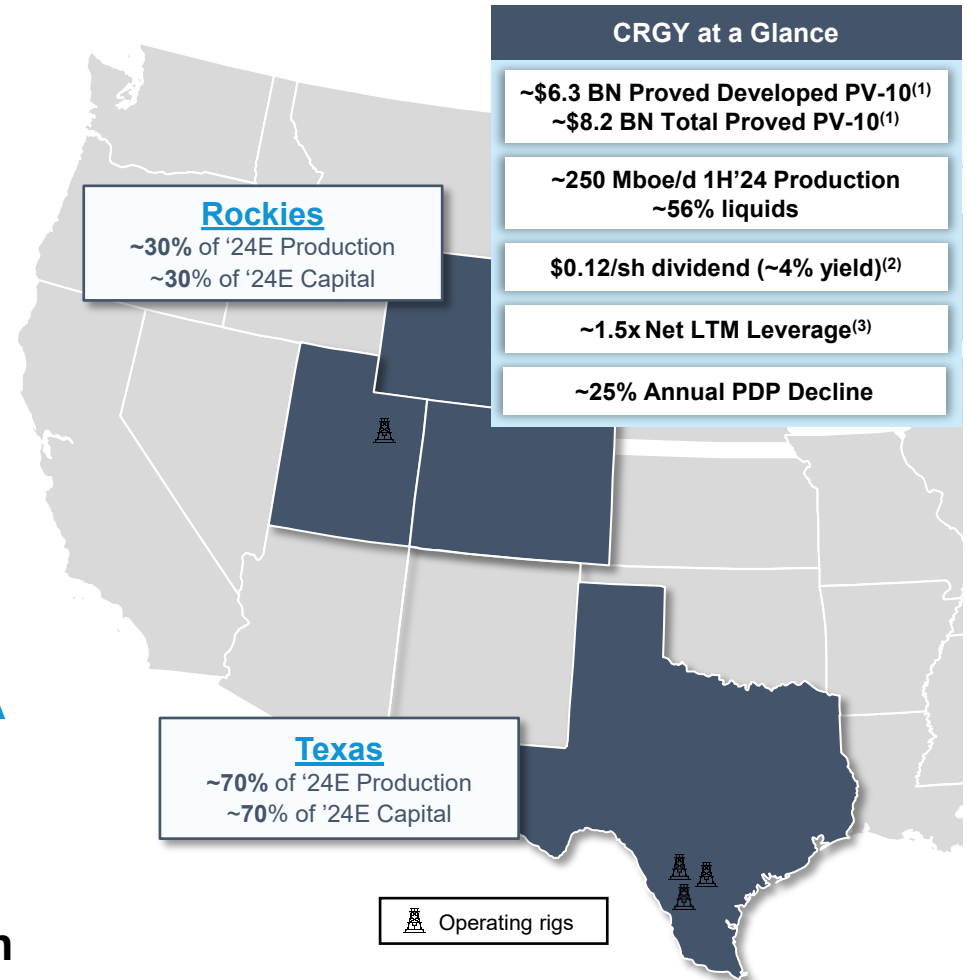 CRGY at a Glance
~$6.3 BN Proved Developed PV-10(1)
~$8.2 BN Total Proved PV-10(1)
~250 Mboe/d 1H'24 Production
~56% liquids
$0.12/sh dividend (~4% yield)(2)
~1.5x Net LTM Leverage(3)
~25% Annual PDP Decline
Rockies
~30% of ‘24E Production
~30% of ‘24E Capital
Texas
~70% of ‘24E Production
~70% of ’24E Capital
Operating rigs